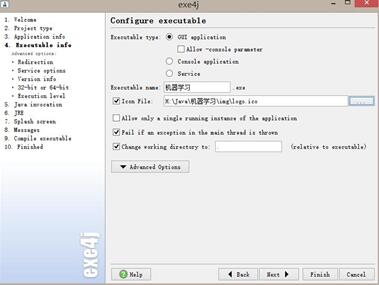 exe4j
1. Welcome
2. Project type
3. Application info
4. Executable info
Advanced options:
• Redirection
• Service options
• Version info
• 32-bit or 64-bit
• Execution level
5. Java invocation
6. JRE
7. Splash screen
8. Messages
9. Compile executable
10. Finished
exe4j
Configure executable
Executable type: GUI application
Allow -console parameter
Console application
Service
Executable name: 机器学习 .exe
Icon File: M:\Java\机器学习\img\logo.ico ...
Allow only a single running instance of the application
Fail if an exception in the main thread is thrown
Change working directory to: . (relative to executable)
Advanced Options
Help Back Next Finish Cancel